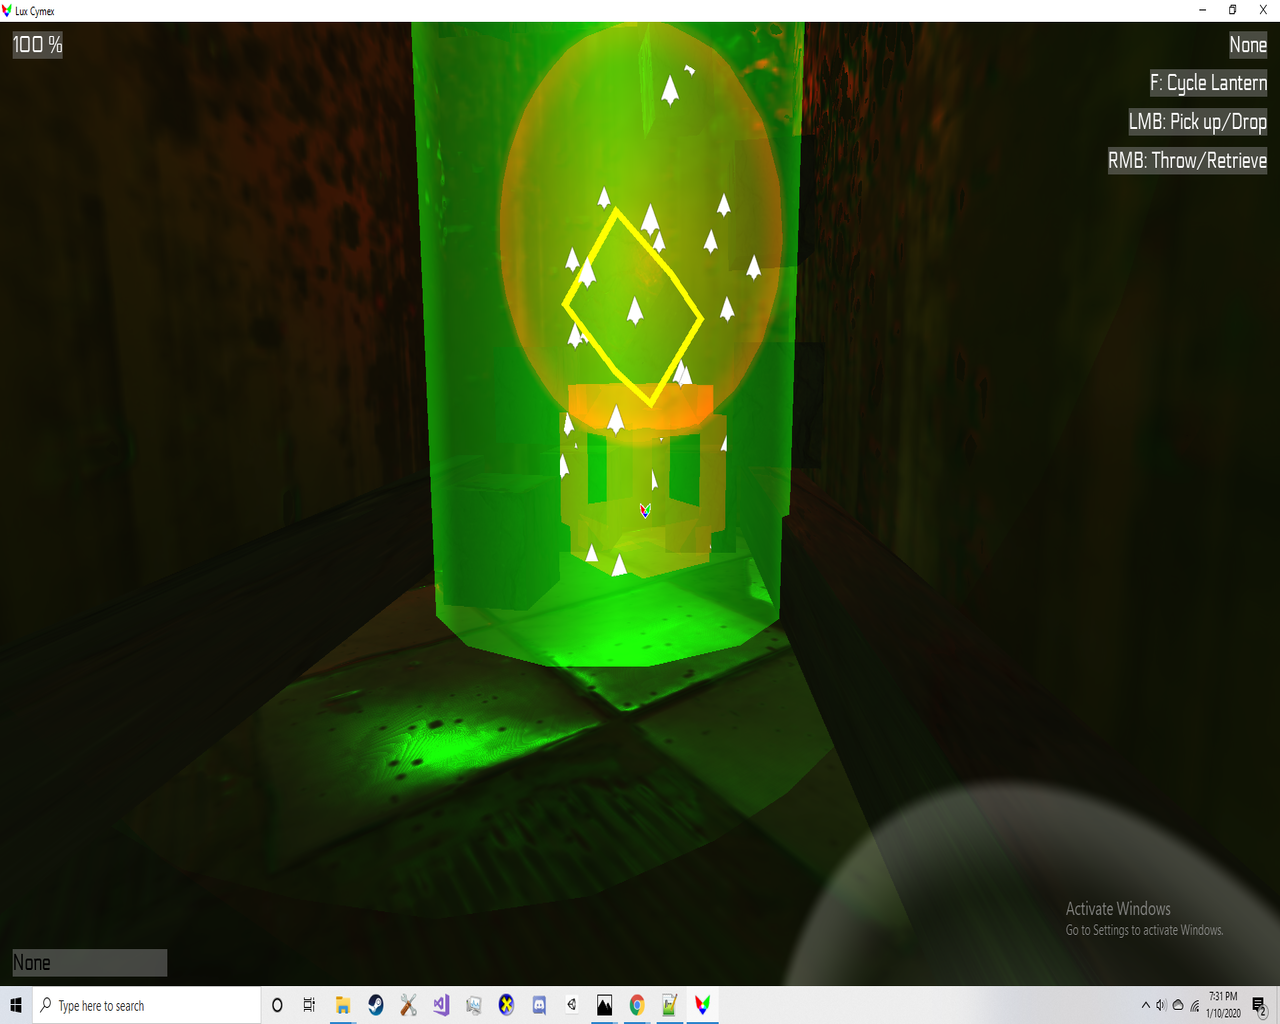 Lux Cymex
100 %
None
F: Cycle Lantern
LMB: Pick up/Drop
RMB: Throw/Retrieve
Activate Windows
Go to Settings to activate Windows.
None
Type here to search
7:31 PM
1/10/2020
2